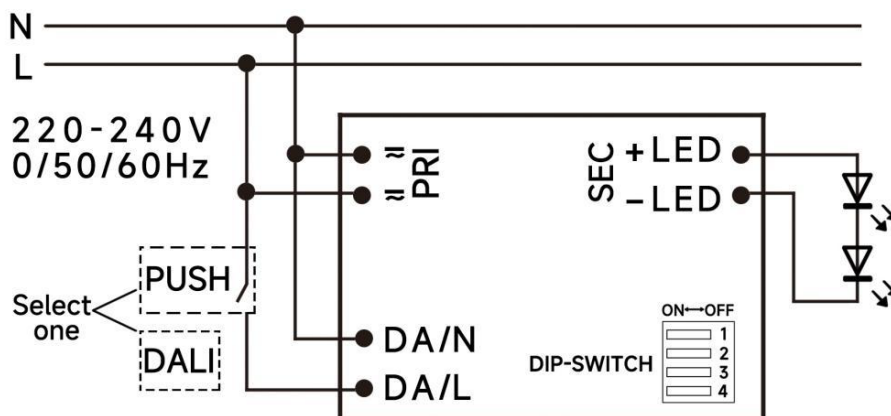 N
L
220-240V
0/50/60Hz
≂ PRI
≂
SEC
+LED
-LED
PUSH
Select
one
DALI
DA/N
DA/L
ON↔OFF
DIP-SWITCH
1
2
3
4